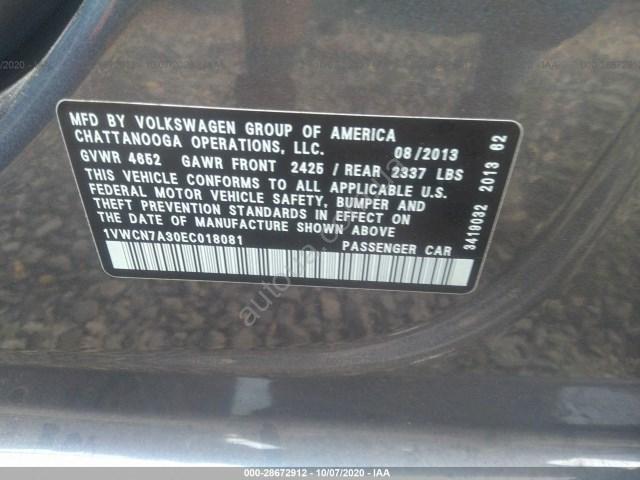 MFD BY VOLKSWAGEN GROUP OF AMERICA
CHATTANOOGA OPERATIONS, LLC. 08/2013
GVWR 4652 GAWR FRONT 2425 / REAR 2337 LBS
THIS VEHICLE CONFORMS TO ALL APPLICABLE U.S.
FEDERAL MOTOR VEHICLE SAFETY, BUMPER AND
THEFT PREVENTION STANDARDS IN EFFECT ON
THE DATE OF MANUFACTURE SHOWN ABOVE
1VWCN7A30EC018081 PASSENGER CAR
3419032 2013 62
000-28672912 - 10/07/2020 - IAA